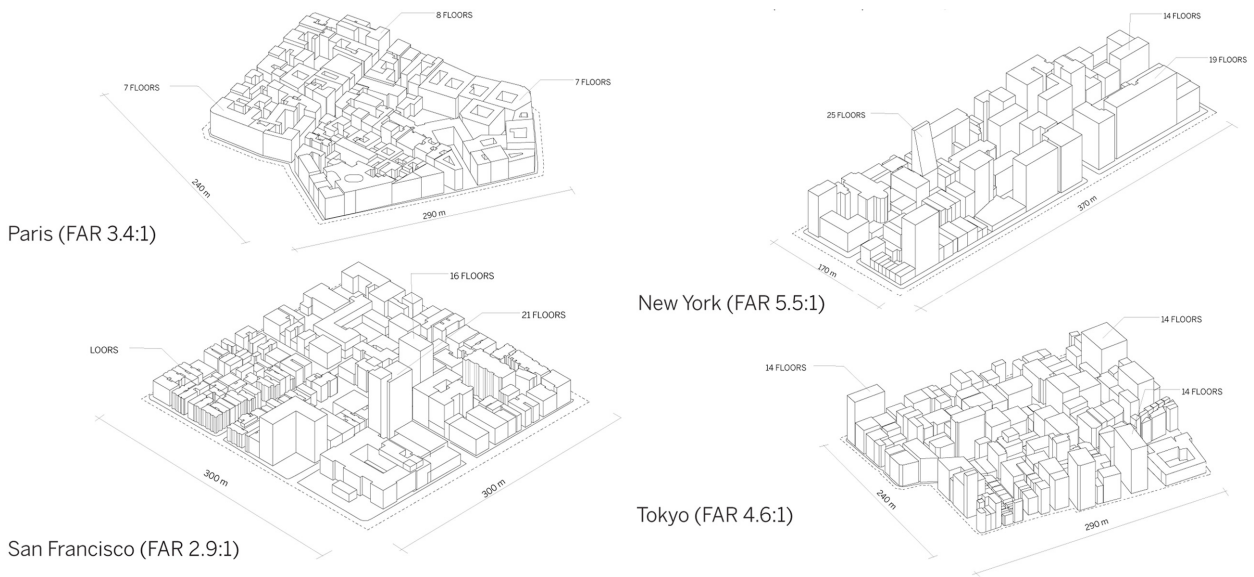 8 FLOORS
7 FLOORS
7 FLOORS
240 m
290 m
Paris (FAR 3.4:1)
14 FLOORS
19 FLOORS
25 FLOORS
370 m
170 m
New York (FAR 5.5:1)
16 FLOORS
21 FLOORS
LOORS
300 m
300 m
San Francisco (FAR 2.9:1)
14 FLOORS
14 FLOORS
14 FLOORS
240 m
290 m
Tokyo (FAR 4.6:1)